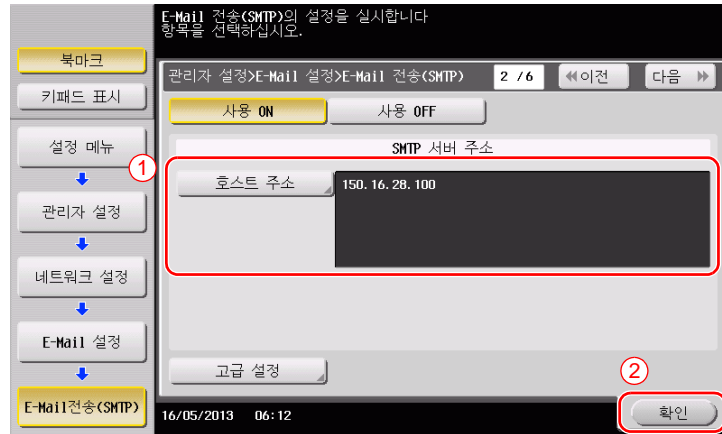 E-Mail 전송(SMTP)의 설정을 실시합니다
항목을 선택하십시오.
북마크
키패드 표시
설정 메뉴
관리자 설정
네트워크 설정
E-Mail 설정
E-Mail전송(SMTP)
관리자 설정>E-Mail 설정>E-Mail 전송(SMTP) 2 /6 이전 다음
사용 ON 사용 OFF
SMTP 서버 주소
1
호스트 주소 150.16.28.100
고급 설정
2
16/05/2013 06:12 확인